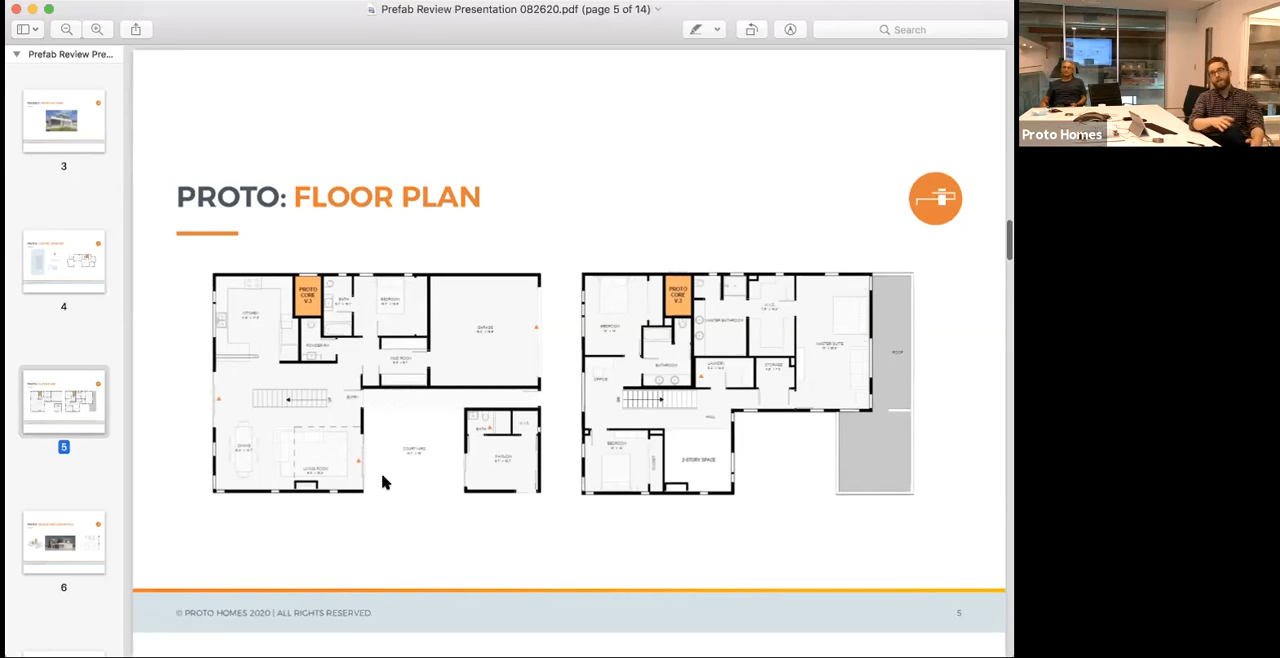 Prefab Review Presentation 082620.pdf (page 5 of 14)
Search
Prefab Review Pre...
3
4
5
6
PROTO: FLOOR PLAN
KITCHEN
PROTO
CORE
V.3
BATH
BEDROOM
GARAGE
POWDER RM
MUD ROOM
ENTRY
DINING
LIVING ROOM
COURTYARD
BATH
PAVILION
BEDROOM
PROTO
CORE
V.3
MASTER BATHROOM
W.I.C.
MASTER SUITE
ROOF
OFFICE
BATHROOM
LAUNDRY
STORAGE
HALL
BEDROOM
CLOSET
2-STORY SPACE
© PROTO HOMES 2020 | ALL RIGHTS RESERVED.
5
Proto Homes